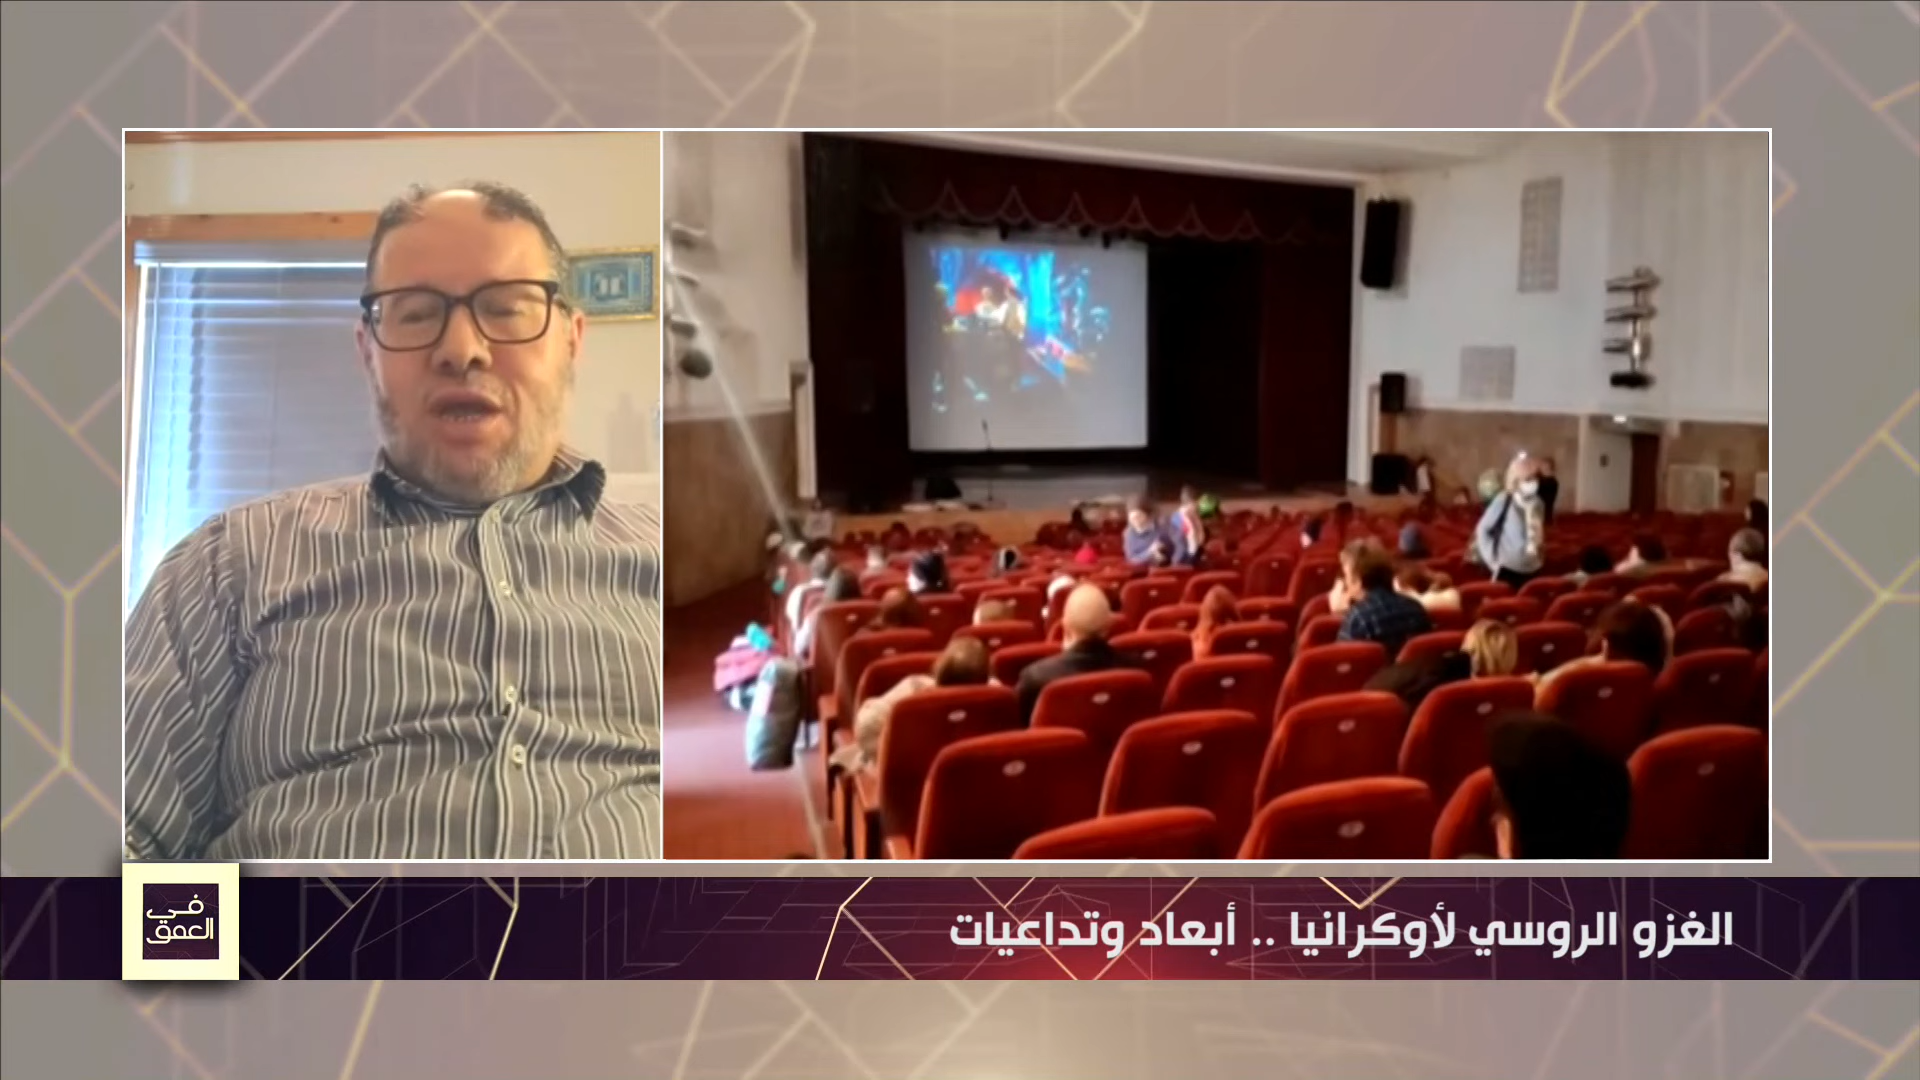 الغزو الروسي لأوكرانيا .. أبعاد وتداعيات
في
العمق